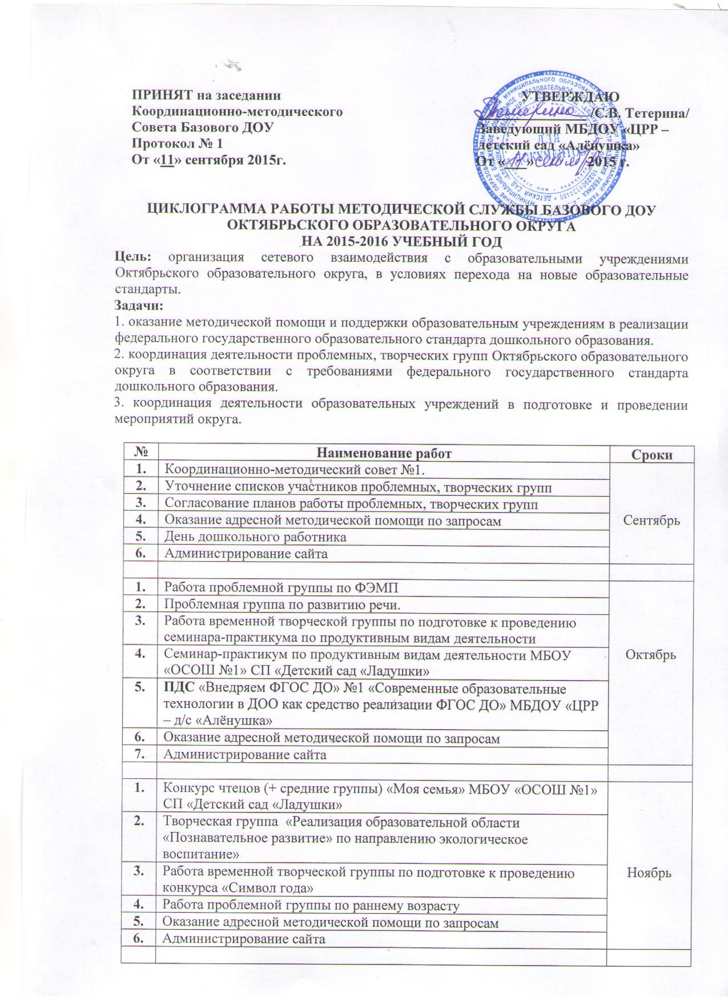 ПРИНЯТ на заседании
Координационно-методического
Совета Базового ДОУ
Протокол № 1
От «11» сентября 2015г.
УТВЕРЖДАЮ
/С.В. Тетерина/
Заведующий МБДОУ «ЦРР –
детский сад «Алёнушка»
От «11» сентября 2015 г.
ДЛЯ
ДОКУМЕНТОВ
ЦИКЛОГРАММА РАБОТЫ МЕТОДИЧЕСКОЙ СЛУЖБЫ БАЗОВОГО ДОУ
ОКТЯБРЬСКОГО ОБРАЗОВАТЕЛЬНОГО ОКРУГА
НА 2015-2016 УЧЕБНЫЙ ГОД
Цель: организация сетевого взаимодействия с образовательными учреждениями
Октябрьского образовательного округа, в условиях перехода на новые образовательные
стандарты.
Задачи:
1. оказание методической помощи и поддержки образовательным учреждениям в реализации
федерального государственного образовательного стандарта дошкольного образования.
2. координация деятельности проблемных, творческих групп Октябрьского образовательного
округа в соответствии с требованиями федерального государственного стандарта
дошкольного образования.
3. координация деятельности образовательных учреждений в подготовке и проведении
мероприятий округа.
№ Наименование работ Сроки
1. Координационно-методический совет №1.
2. Уточнение списков участников проблемных, творческих групп
3. Согласование планов работы проблемных, творческих групп
4. Оказание адресной методической помощи по запросам Сентябрь
5. День дошкольного работника
6. Администрирование сайта
1. Работа проблемной группы по ФЭМП
2. Проблемная группа по развитию речи.
3. Работа временной творческой группы по подготовке к проведению
семинара-практикума по продуктивным видам деятельности
4. Семинар-практикум по продуктивным видам деятельности МБОУ Октябрь
«ОСОШ №1» СП «Детский сад «Ладушки»
5. ПДС «Внедряем ФГОС ДО» №1 «Современные образовательные
технологии в ДОО как средство реализации ФГОС ДО» МБДОУ «ЦРР
– д/с «Алёнушка»
6. Оказание адресной методической помощи по запросам
7. Администрирование сайта
1. Конкурс чтецов (+ средние группы) «Моя семья» МБОУ «ОСОШ №1»
СП «Детский сад «Ладушки»
2. Творческая группа «Реализация образовательной области
«Познавательное развитие» по направлению экологическое
воспитание»
3. Работа временной творческой группы по подготовке к проведению Ноябрь
конкурса «Символ года»
4. Работа проблемной группы по раннему возрасту
5. Оказание адресной методической помощи по запросам
6. Администрирование сайта